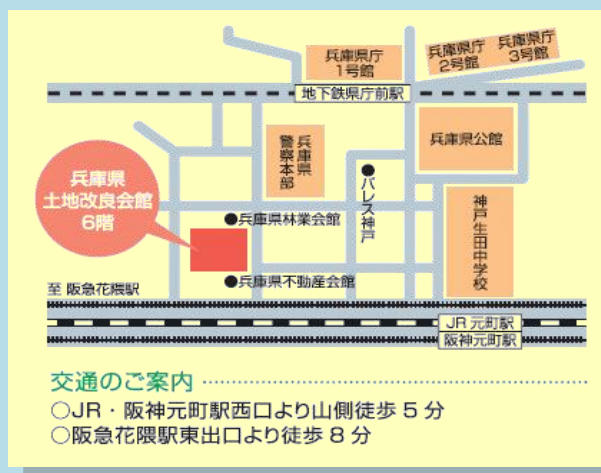 兵庫県庁
1号館
兵庫県庁
2号館
兵庫県庁
3号館
地下鉄県庁前駅
兵庫県公館
兵庫県
警察本部
兵庫県
土地改良会館
6階
●パレス神戸
神戸生田中学校
●兵庫県林業会館
●兵庫県不動産会館
至 阪急花隈駅
JR 元町駅
阪神元町駅
交通のご案内
○JR・阪神元町駅西口より山側徒歩 5 分
○阪急花隈駅東出口より徒歩 8 分